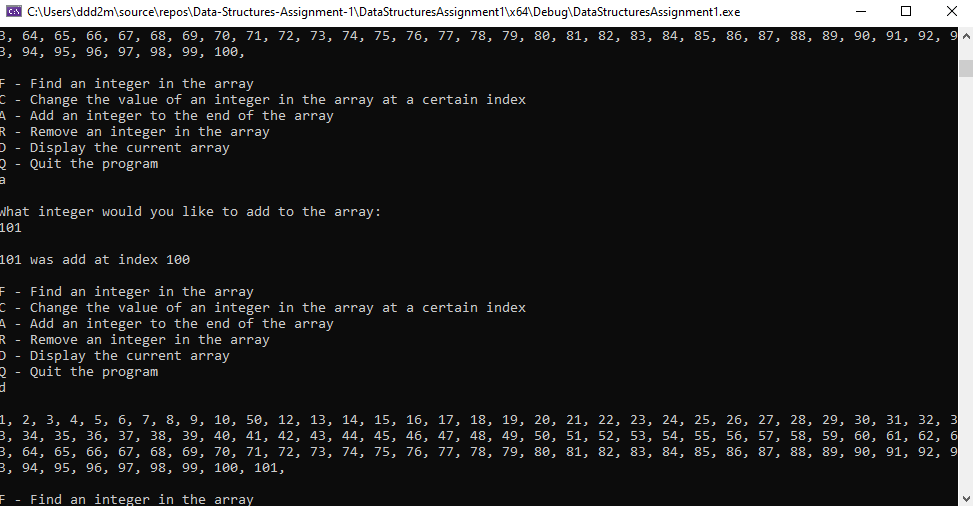 C:\Users\ddd2m\source\repos\Data-Structures-Assignment-1\DataStructuresAssignment1\x64\Debug\DataStructuresAssignment1.exe
3, 64, 65, 66, 67, 68, 69, 70, 71, 72, 73, 74, 75, 76, 77, 78, 79, 80, 81, 82, 83, 84, 85, 86, 87, 88, 89, 90, 91, 92, 9
3, 94, 95, 96, 97, 98, 99, 100,
F - Find an integer in the array
C - Change the value of an integer in the array at a certain index
A - Add an integer to the end of the array
R - Remove an integer in the array
D - Display the current array
Q - Quit the program
a
What integer would you like to add to the array:
101
101 was add at index 100
F - Find an integer in the array
C - Change the value of an integer in the array at a certain index
A - Add an integer to the end of the array
R - Remove an integer in the array
D - Display the current array
Q - Quit the program
d
1, 2, 3, 4, 5, 6, 7, 8, 9, 10, 50, 12, 13, 14, 15, 16, 17, 18, 19, 20, 21, 22, 23, 24, 25, 26, 27, 28, 29, 30, 31, 32, 3
3, 34, 35, 36, 37, 38, 39, 40, 41, 42, 43, 44, 45, 46, 47, 48, 49, 50, 51, 52, 53, 54, 55, 56, 57, 58, 59, 60, 61, 62, 6
3, 64, 65, 66, 67, 68, 69, 70, 71, 72, 73, 74, 75, 76, 77, 78, 79, 80, 81, 82, 83, 84, 85, 86, 87, 88, 89, 90, 91, 92, 9
3, 94, 95, 96, 97, 98, 99, 100, 101,
F - Find an integer in the array